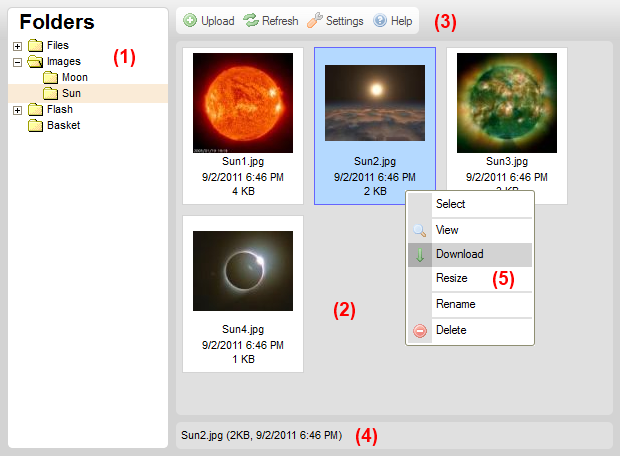 Folders
Files
(1)
Images
Moon
Sun
Flash
Basket
Upload Refresh Settings Help (3)
Sun1.jpg
9/2/2011 6:46 PM
4 KB
Sun2.jpg
9/2/2011 6:46 PM
2 KB
Sun3.jpg
9/2/2011 6:46 PM
Select
View
Download
Resize (5)
Rename
Delete
Sun4.jpg
9/2/2011 6:46 PM
1 KB
(2)
Sun2.jpg (2KB, 9/2/2011 6:46 PM) (4)